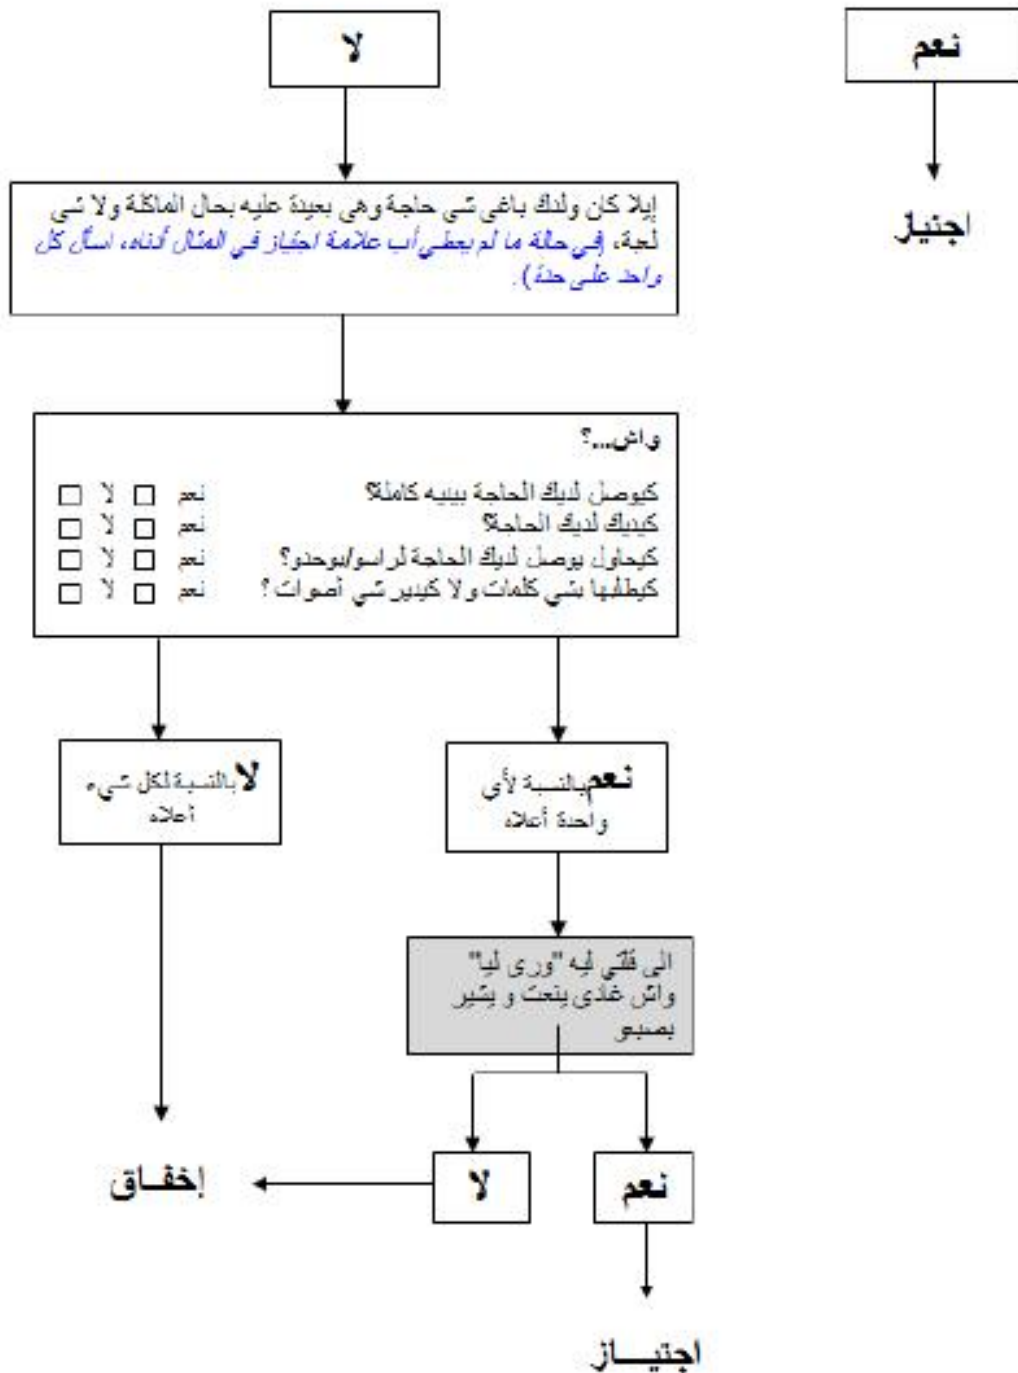 نعم
لا
اجتياز
إيلا كان ولدك باغي شي حاجة وهي بعيدة عليه بحال الماكلة ولا شي
لعبة، (في حالة ما لم يعطي أب علامة اجتياز في المثال أدناه، اسأل كل
واحد على حدة).
واش...؟
كيوصل لديك الحاجة بيديه كاملة؟ نعم □ لا □
كيديك لديك الحاجة؟ نعم □ لا □
كيحاول يوصل لديك الحاجة لراسو/بوحدو؟ نعم □ لا □
كيطلبها بشي كلمات ولا كيدير شي أصوات ؟ نعم □ لا □
نعم بالنسبة لأي
واحدة أعلاه
لا بالنسبة لكل شيء
أعلاه
الى قلتي ليه "وري ليا"
واش غادي ينعت و يشير
بصبعو
نعم
لا
إخفـاق
اجتيـــاز